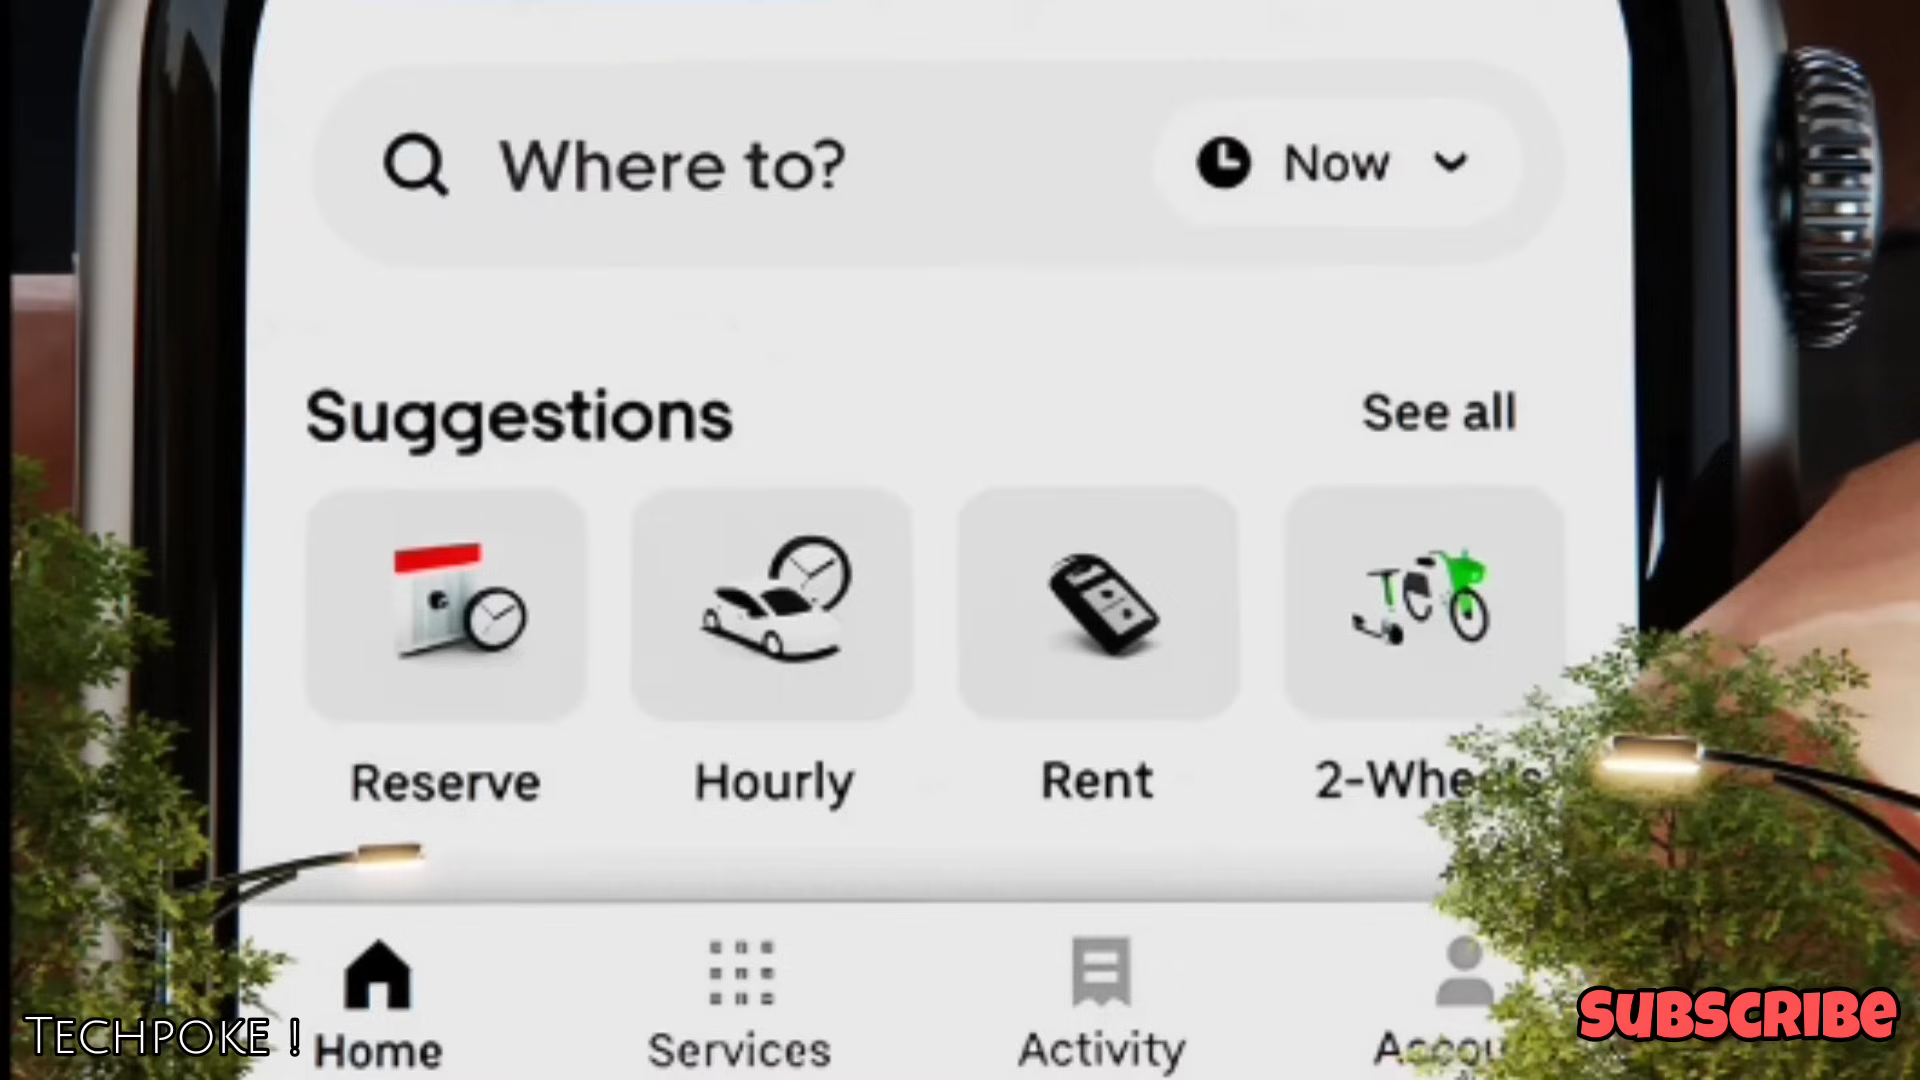 Where to?
Now
Suggestions
See all
Reserve
Hourly
Rent
Home
Services
Activity
TECHPOKE !
SUBSCRIBE